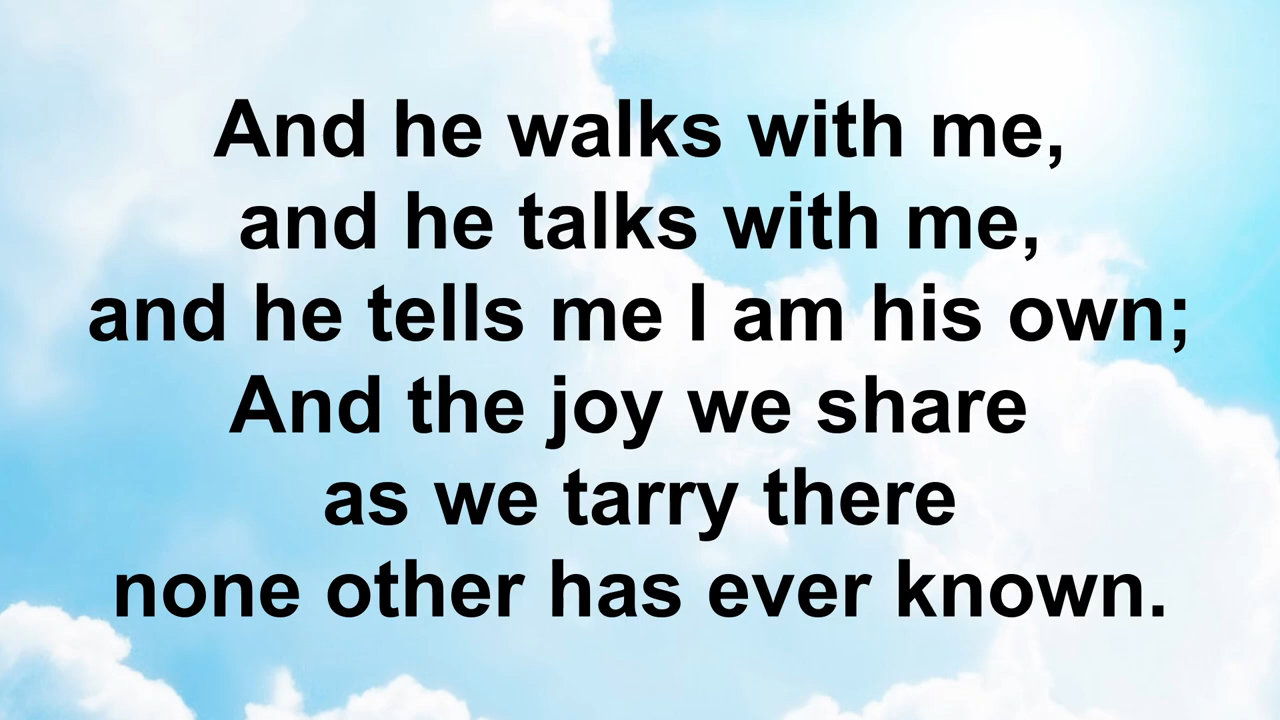 And he walks with me,
and he talks with me,
and he tells me I am his own;
And the joy we share
as we tarry there
none other has ever known.